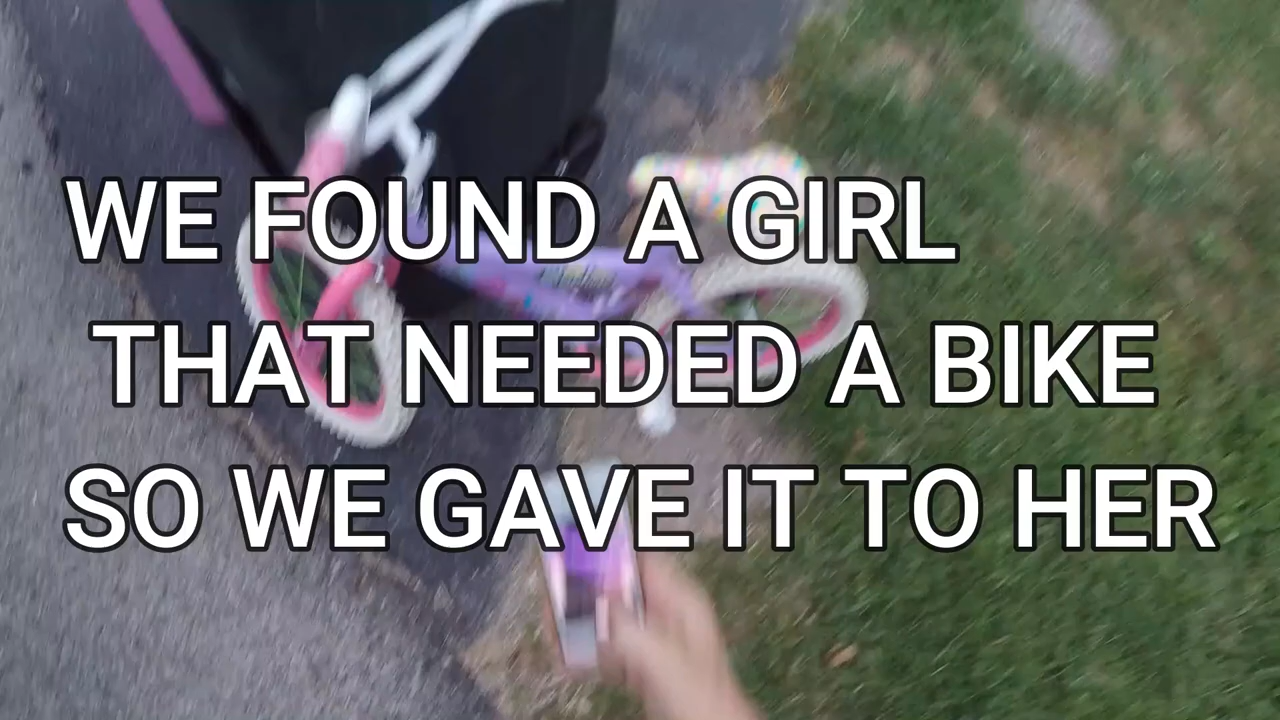 WE FOUND A GIRL
THAT NEEDED A BIKE
SO WE GAVE IT TO HER